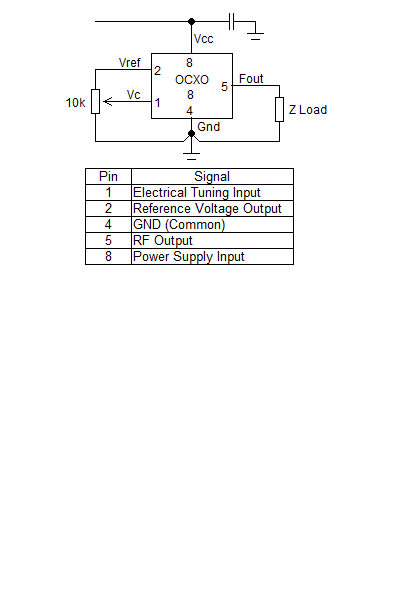 Vcc
Vref
2
8
OCXO
8
4
5
Fout
10k
Vc
1
Z Load
Gnd
Pin Signal
1 Electrical Tuning Input
2 Reference Voltage Output
4 GND (Common)
5 RF Output
8 Power Supply Input